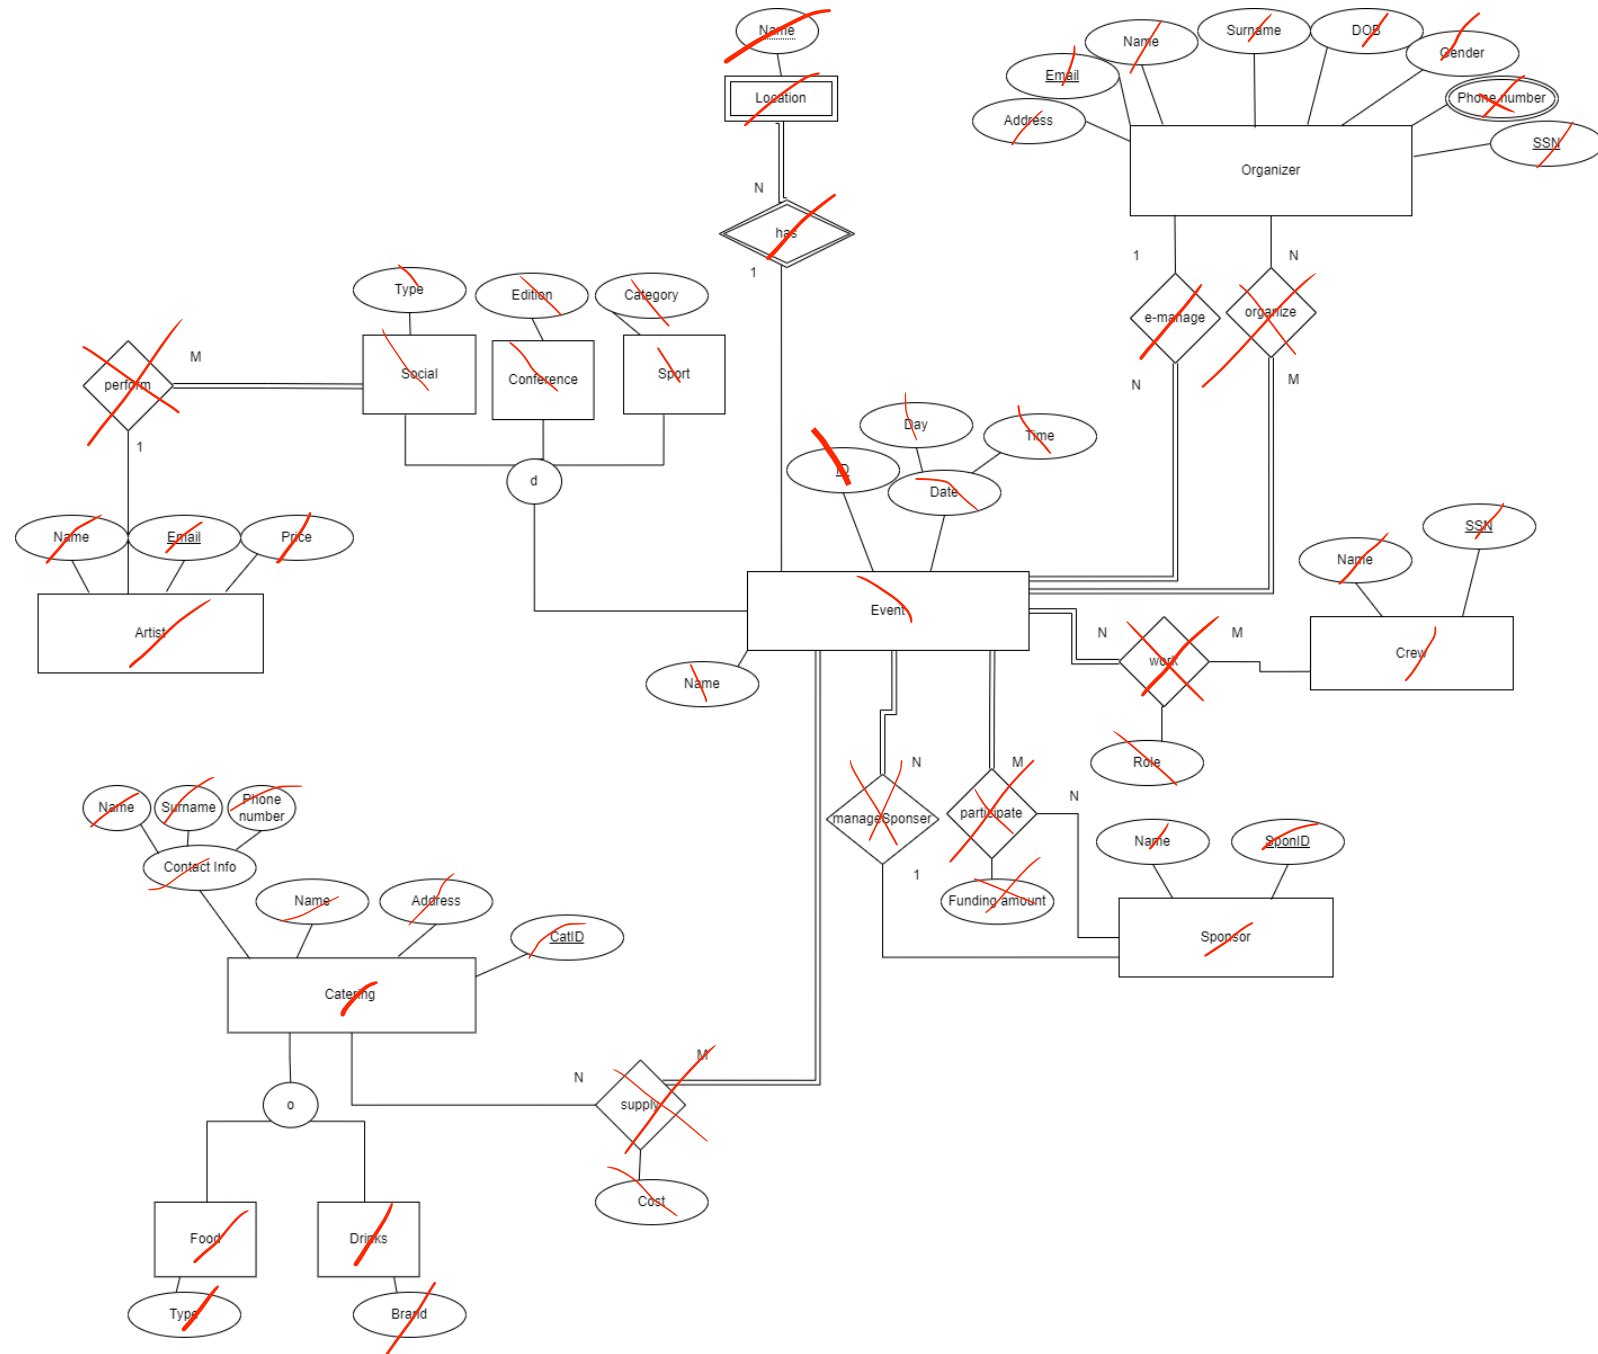 Name
Location
N
has
1
Name
Surname
DOB
Gender
Email
Phone number
Address
SSN
Organizer
1
N
e-manage
organize
N
M
Type
Edition
Category
Social
Conference
Sport
M
perform
1
d
Day
Time
ID
Date
Name
Email
Price
Artist
Event
Name
SSN
Name
Crew
N
M
work
Role
N
M
N
manageSponser
participate
1
Funding amount
Name
SponID
Sponsor
Name
Surname
Phone
number
Contact Info
Name
Address
CatID
Catering
N
M
supply
Cost
o
Food
Drinks
Type
Brand